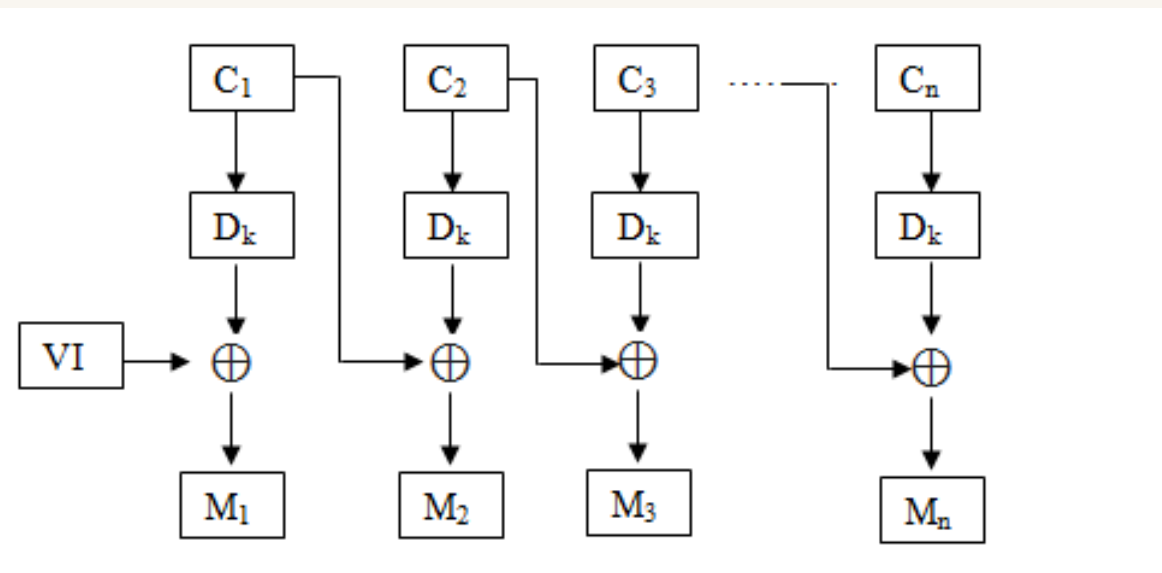 C₁ C₂ C₃ Cₙ
Dₖ Dₖ Dₖ Dₖ
VI
M₁ M₂ M₃ Mₙ